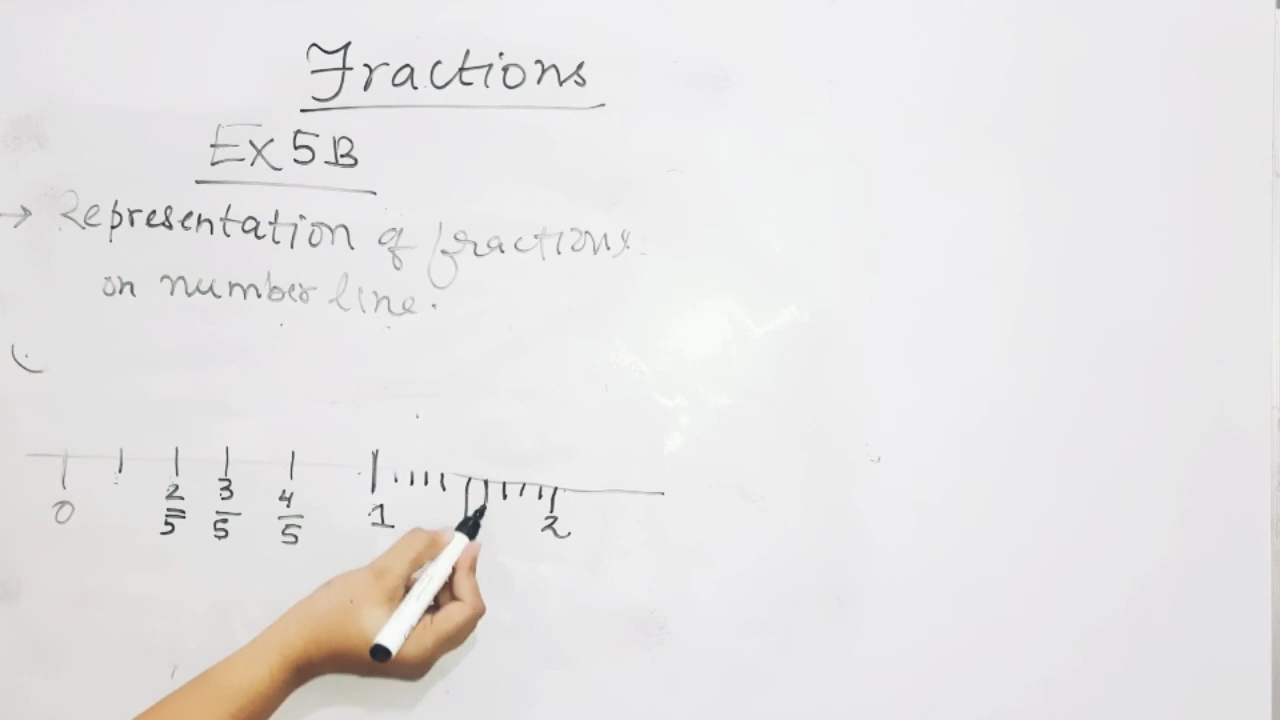 Fractions
Ex 5B
→ Representation of fractions
on number line.
0 2/5 3/5 4/5 1 2